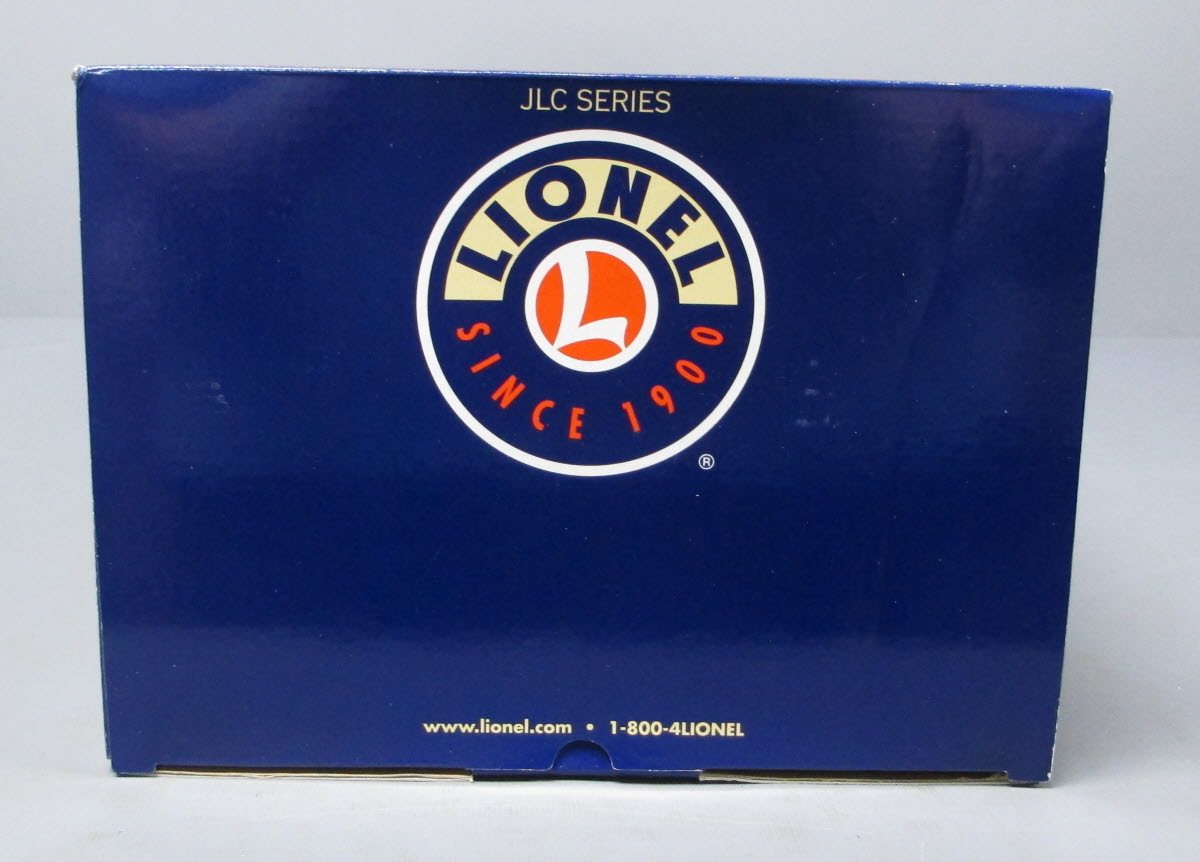 JLC SERIES
LIONEL
L
SINCE 1900
®
www.lionel.com • 1-800-4LIONEL